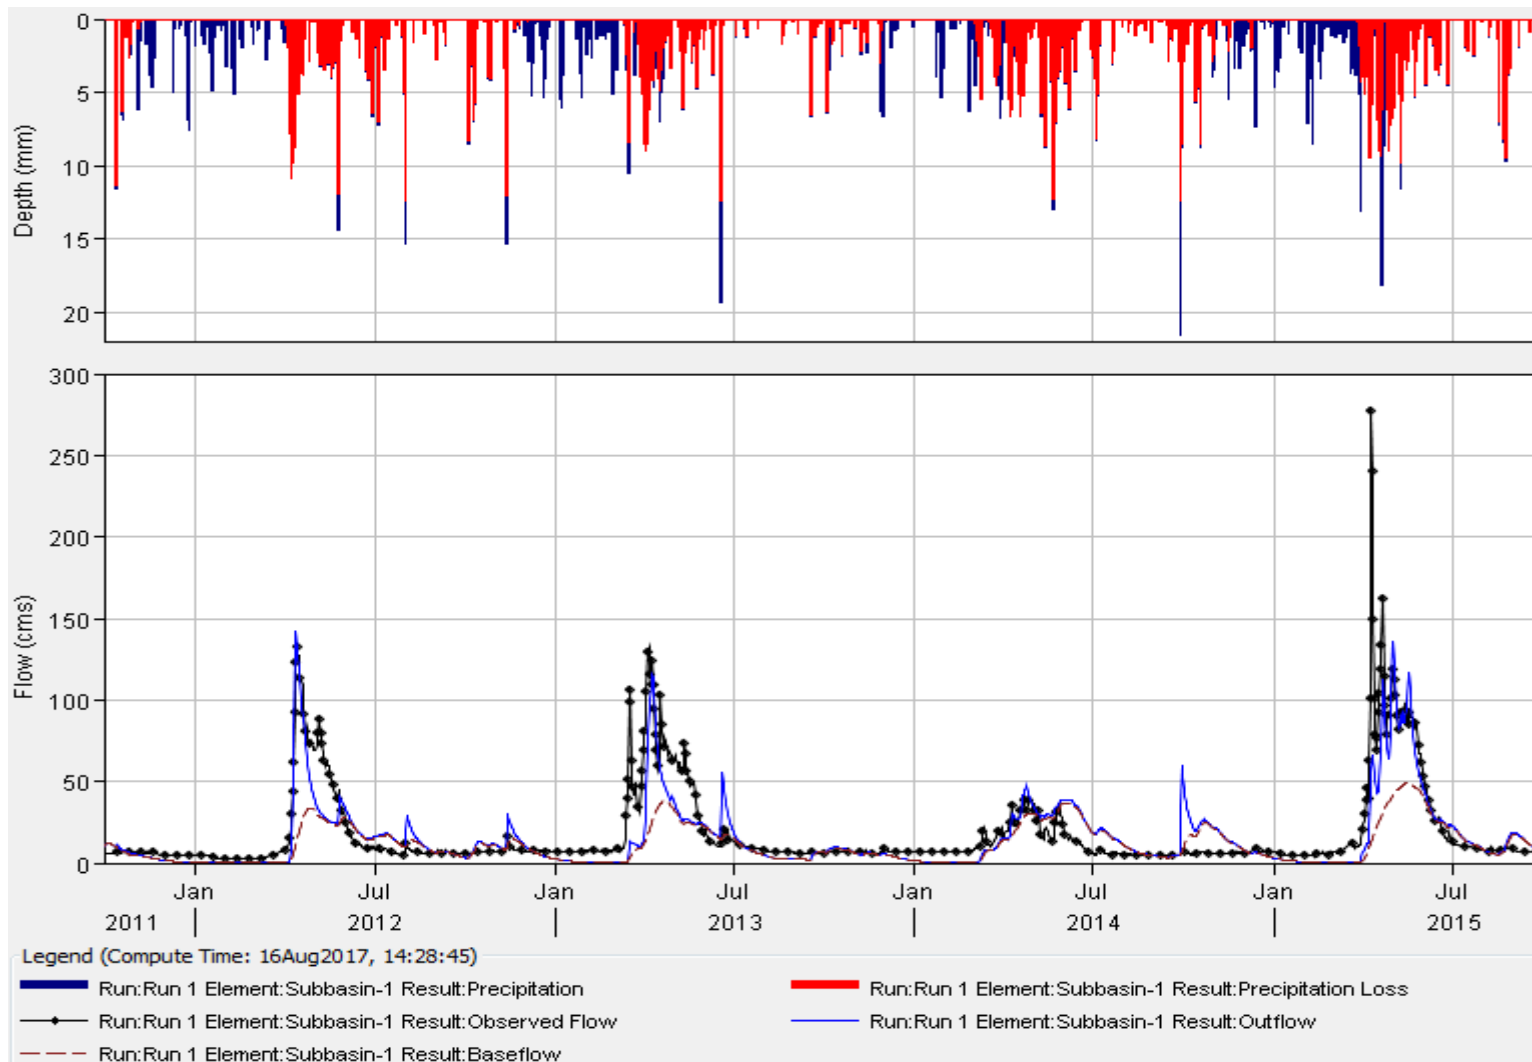 0
5
10
15
20
Depth (mm)
300
250
200
150
100
50
0
Flow (cms)
Jan Jul Jan Jul Jan Jul Jan Jul
2011 2012 2013 2014 2015
Legend (Compute Time: 16Aug2017, 14:28:45)
Run:Run 1 Element:Subbasin-1 Result:Precipitation Run:Run 1 Element:Subbasin-1 Result:Precipitation Loss
Run:Run 1 Element:Subbasin-1 Result:Observed Flow Run:Run 1 Element:Subbasin-1 Result:Outflow
Run:Run 1 Element:Subbasin-1 Result:Baseflow